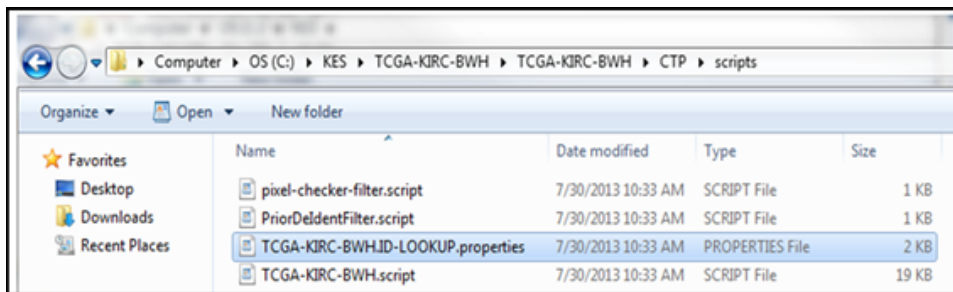 Computer ▸ OS (C:) ▸ KES ▸ TCGA-KIRC-BWH ▸ TCGA-KIRC-BWH ▸ CTP ▸ scripts
Organize Open New folder
Favorites
Desktop
Downloads
Recent Places
Name Date modified Type Size
pixel-checker-filter.script 7/30/2013 10:33 AM SCRIPT File 1 KB
PriorDeIdentFilter.script 7/30/2013 10:33 AM SCRIPT File 1 KB
TCGA-KIRC-BWH.ID-LOOKUP.properties 7/30/2013 10:33 AM PROPERTIES File 2 KB
TCGA-KIRC-BWH.script 7/30/2013 10:33 AM SCRIPT File 19 KB